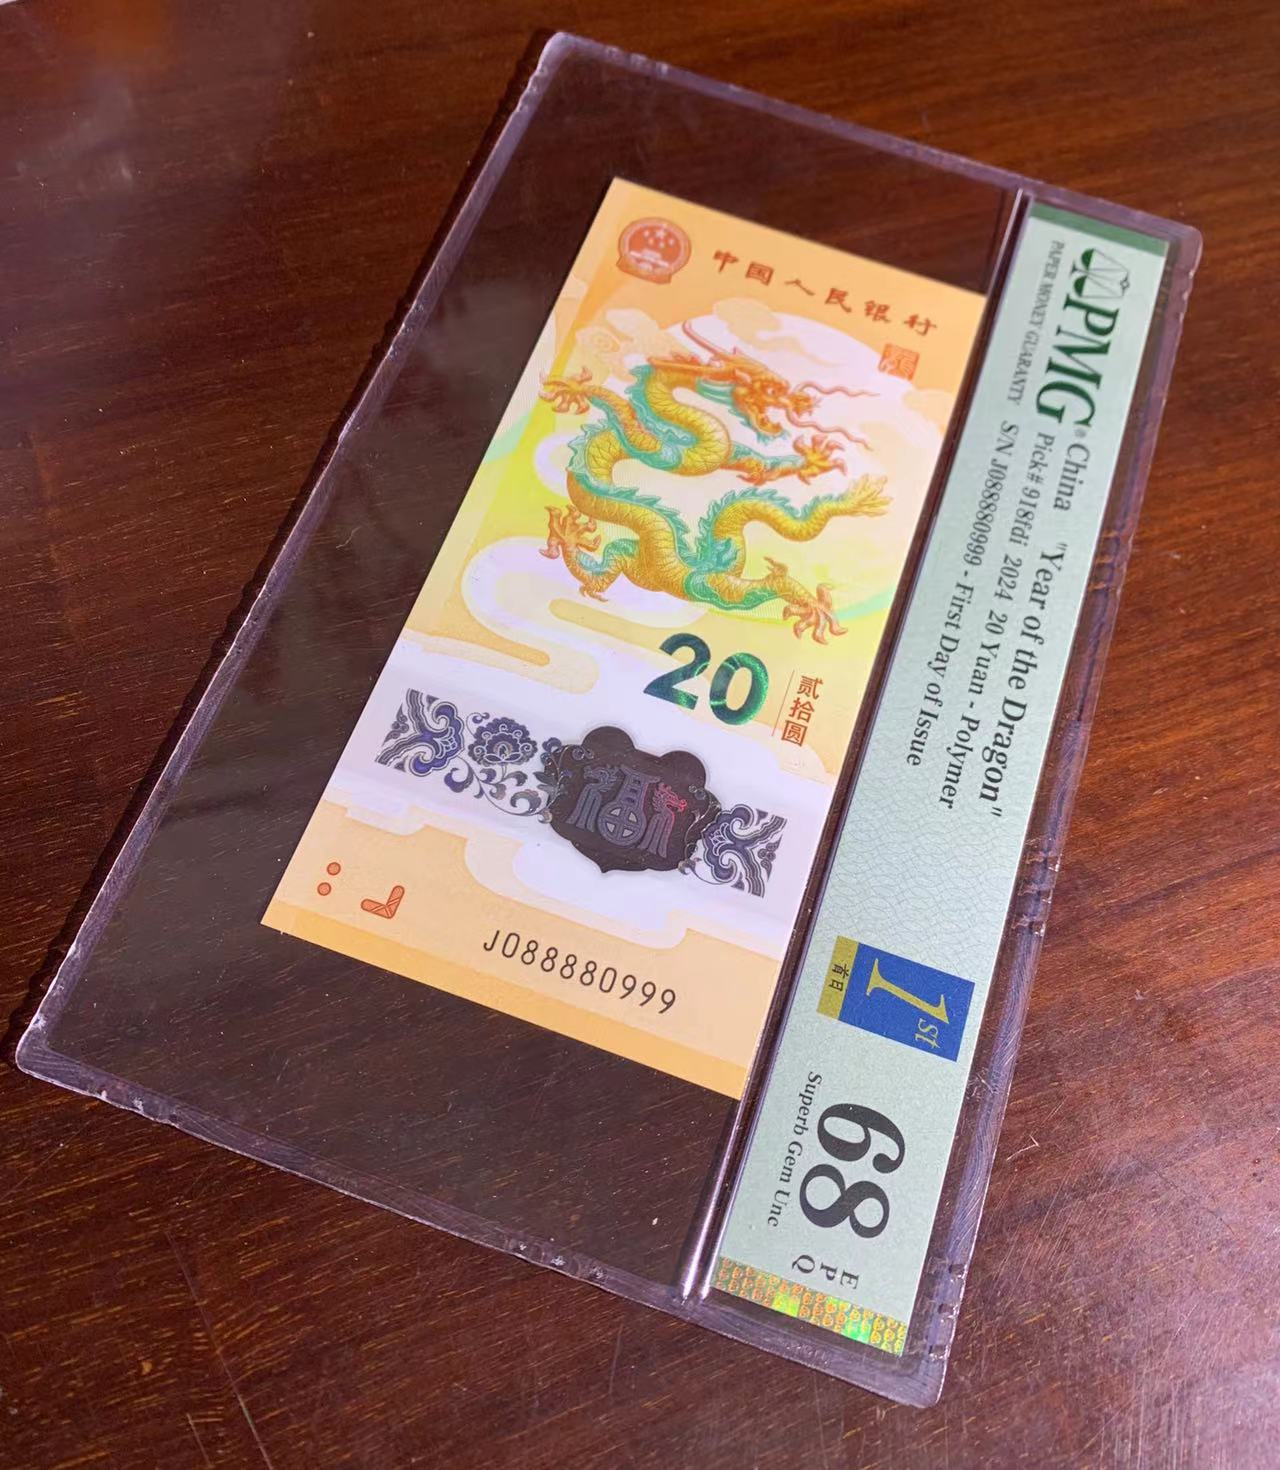 中国人民银行
20
贰拾圆
J088880999
PMG®
PAPER MONEY GUARANTY
China "Year of the Dragon"
Pick# 918fdi 2024 20 Yuan - Polymer
S/N J088880999 - First Day of Issue
1st
首日
68 EPQ
Superb Gem Unc